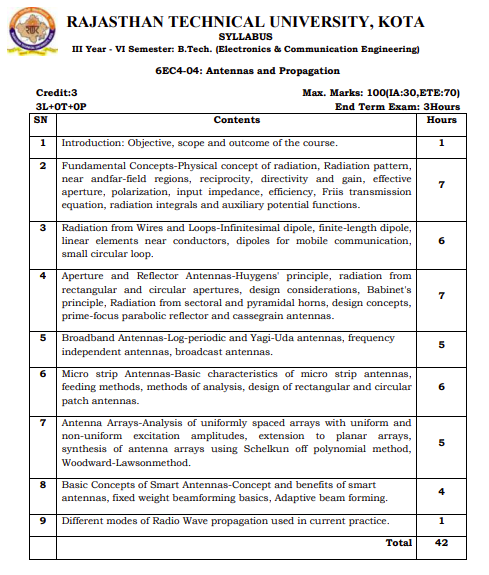 RAJASTHAN TECHNICAL UNIVERSITY, KOTA
SYLLABUS
III Year - VI Semester: B.Tech. (Electronics & Communication Engineering)
6EC4-04: Antennas and Propagation
Credit:3 Max. Marks: 100(IA:30,ETE:70)
3L+0T+0P End Term Exam: 3Hours
SN Contents Hours
1 Introduction: Objective, scope and outcome of the course. 1
2 Fundamental Concepts-Physical concept of radiation, Radiation pattern,
near andfar-field regions, reciprocity, directivity and gain, effective
aperture, polarization, input impedance, efficiency, Friis transmission
equation, radiation integrals and auxiliary potential functions.
7
3 Radiation from Wires and Loops-Infinitesimal dipole, finite-length dipole,
linear elements near conductors, dipoles for mobile communication,
small circular loop.
6
4 Aperture and Reflector Antennas-Huygens' principle, radiation from
rectangular and circular apertures, design considerations, Babinet's
principle, Radiation from sectoral and pyramidal horns, design concepts,
prime-focus parabolic reflector and cassegrain antennas.
7
5 Broadband Antennas-Log-periodic and Yagi-Uda antennas, frequency
independent antennas, broadcast antennas.
5
6 Micro strip Antennas-Basic characteristics of micro strip antennas,
feeding methods, methods of analysis, design of rectangular and circular
patch antennas.
6
7 Antenna Arrays-Analysis of uniformly spaced arrays with uniform and
non-uniform excitation amplitudes, extension to planar arrays,
synthesis of antenna arrays using Schelkun off polynomial method,
Woodward-Lawsonmethod.
5
8 Basic Concepts of Smart Antennas-Concept and benefits of smart
antennas, fixed weight beamforming basics, Adaptive beam forming.
4
9 Different modes of Radio Wave propagation used in current practice. 1
Total 42